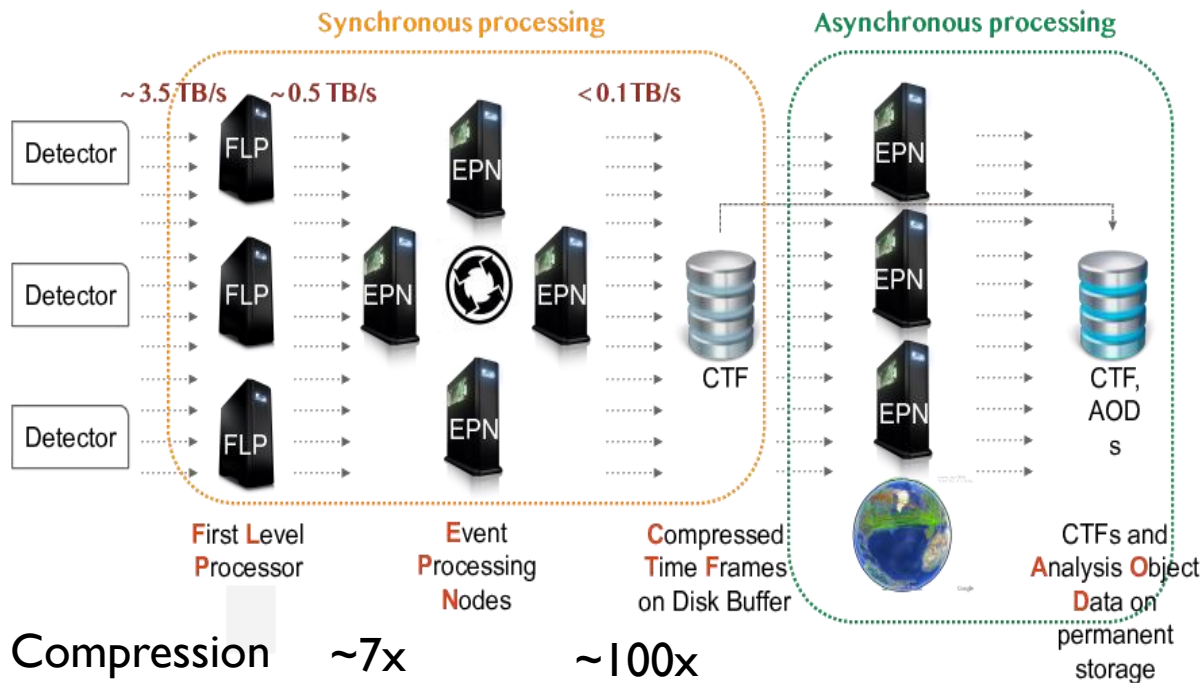 Synchronous processing
Asynchronous processing
~ 3.5 TB/s
~0.5 TB/s
< 0.1 TB/s
Detector
FLP
EPN
EPN
Detector
FLP
EPN
EPN
EPN
CTF
CTF,
AOD
s
Detector
FLP
EPN
EPN
First Level
Processor
Event
Processing
Nodes
Compressed
Time Frames
on Disk Buffer
Google
CTFs and
Analysis Object
Data on
permanent
storage
Compression
~7x
~100x